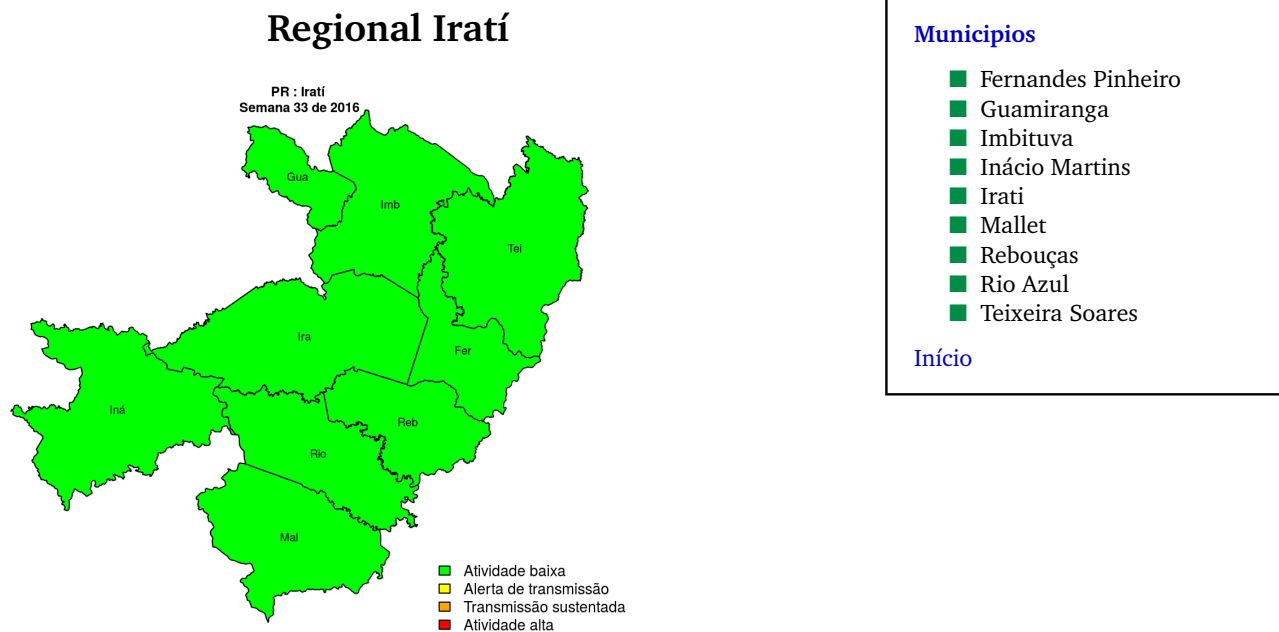 Regional Iratí
PR : Iratí
Semana 33 de 2016
Gua
Imb
Tei
Ira
Fer
Iná
Reb
Rio
Mal
Atividade baixa
Alerta de transmissão
Transmissão sustentada
Atividade alta
Municipios
Fernandes Pinheiro
Guamiranga
Imbituva
Inácio Martins
Irati
Mallet
Rebouças
Rio Azul
Teixeira Soares
Início